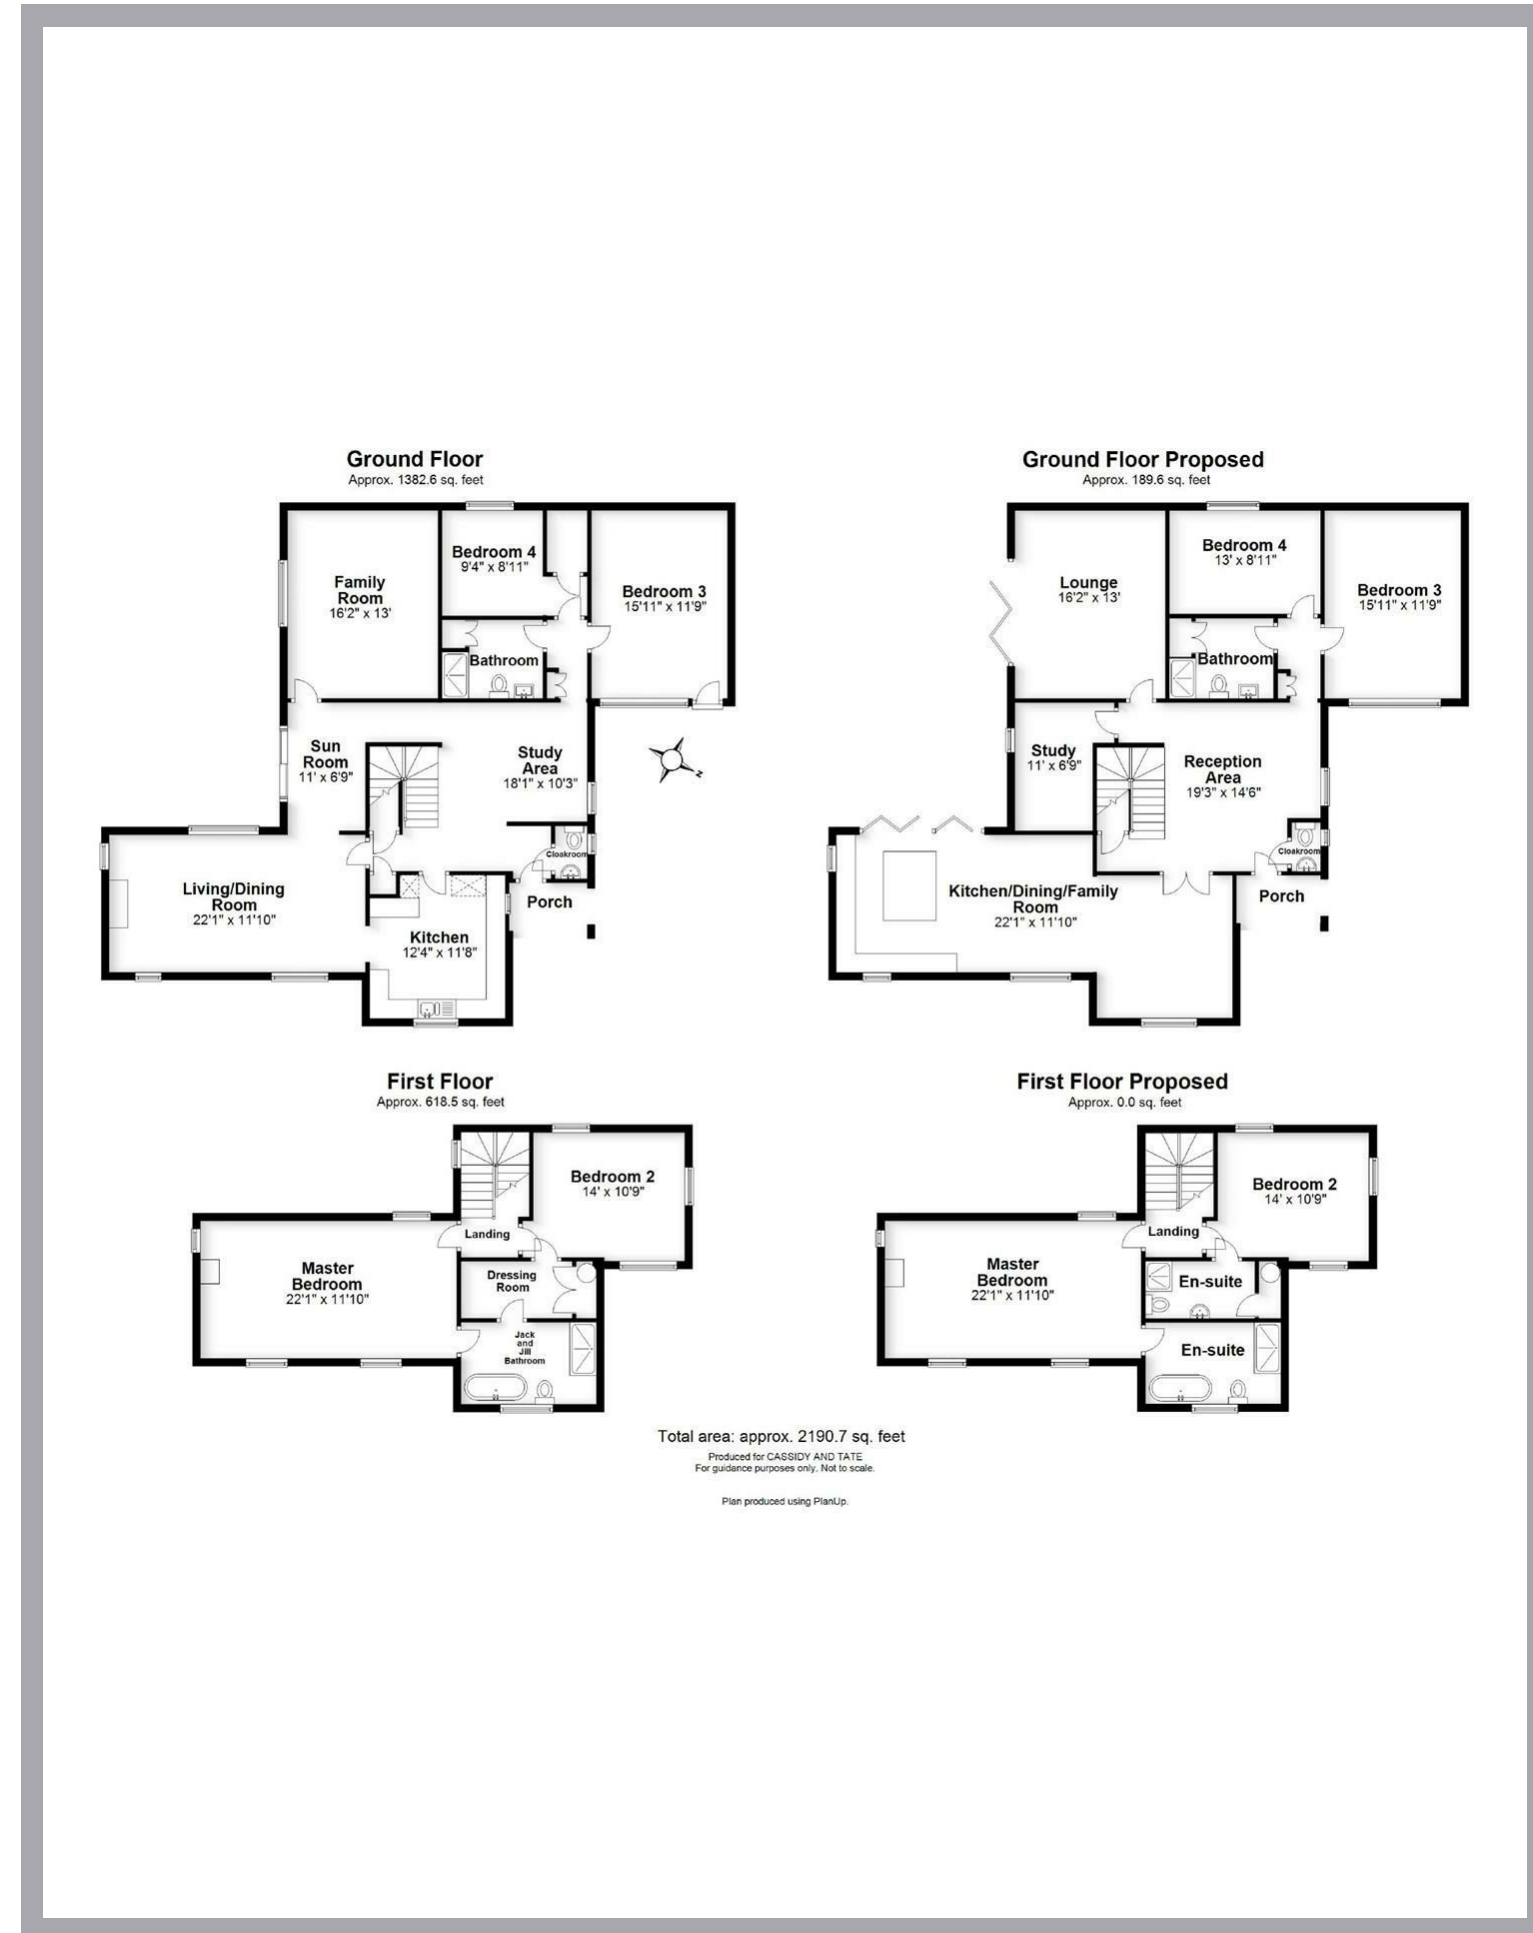 Ground Floor
Approx. 1382.6 sq. feet
Family
Room
16'2" x 13'
Bedroom 4
9'4" x 8'11"
Bedroom 3
15'11" x 11'9"
Bathroom
Sun
Room
11' x 6'9"
Study
Area
18'1" x 10'3"
N
Cloakroom
Living/Dining
Room
22'1" x 11'10"
Porch
Kitchen
12'4" x 11'8"
Ground Floor Proposed
Approx. 189.6 sq. feet
Lounge
16'2" x 13'
Bedroom 4
13' x 8'11"
Bedroom 3
15'11" x 11'9"
Bathroom
Study
11' x 6'9"
Reception
Area
19'3" x 14'6"
Cloakroom
Kitchen/Dining/Family
Room
22'1" x 11'10"
Porch
First Floor
Approx. 618.5 sq. feet
Bedroom 2
14' x 10'9"
Landing
Master
Bedroom
22'1" x 11'10"
Dressing
Room
Jack
and
Jill
Bathroom
First Floor Proposed
Approx. 0.0 sq. feet
Bedroom 2
14' x 10'9"
Landing
Master
Bedroom
22'1" x 11'10"
En-suite
En-suite
Total area: approx. 2190.7 sq. feet
Produced for CASSIDY AND TATE
For guidance purposes only. Not to scale.
Plan produced using PlanUp.